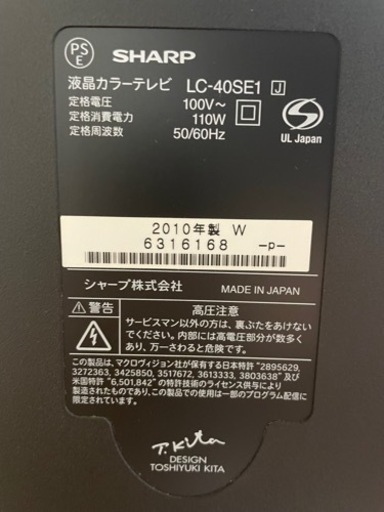 PS
E
SHARP
液晶カラーテレビ LC-40SE1 J
定格電圧 100V～
定格消費電力 110W
定格周波数 50/60Hz
UL Japan
2010年製 W
6316168 -p-
シャープ株式会社 MADE IN JAPAN
警告 高圧注意
サービスマン以外の方は、裏ぶたをあけないで
ください。内部には高電圧部分が数多く
あり、万一さわると危険です。
この製品は、マクロヴィジョン社が保有する日本特許 "2895629,
3272363, 3425850, 3517672, 3613333, 3803638" 及び
米国特許 "6,501,842" の特許技術のライセンス供与により
製造されたものであり、この製品での使用は一部のプログラム配信に
限定されています。
T.Kita
DESIGN
TOSHIYUKI KITA